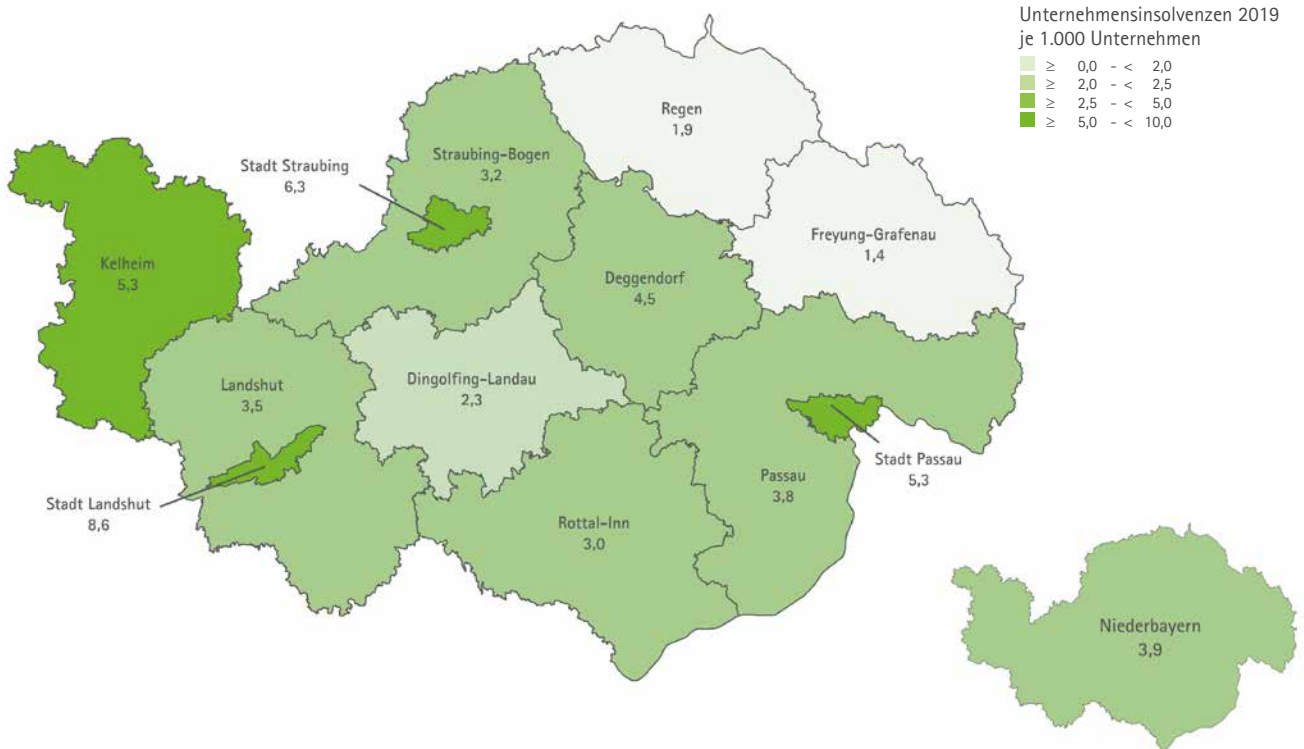 Unternehmensinsolvenzen 2019
je 1.000 Unternehmen
≥ 0,0 - < 2,0
≥ 2,0 - < 2,5
≥ 2,5 - < 5,0
≥ 5,0 - < 10,0
Regen
1,9
Straubing-Bogen
3,2
Stadt Straubing
6,3
Freyung-Grafenau
1,4
Kelheim
5,3
Deggendorf
4,5
Landshut
3,5
Dingolfing-Landau
2,3
Stadt Passau
5,3
Passau
3,8
Stadt Landshut
8,6
Rottal-Inn
3,0
Niederbayern
3,9